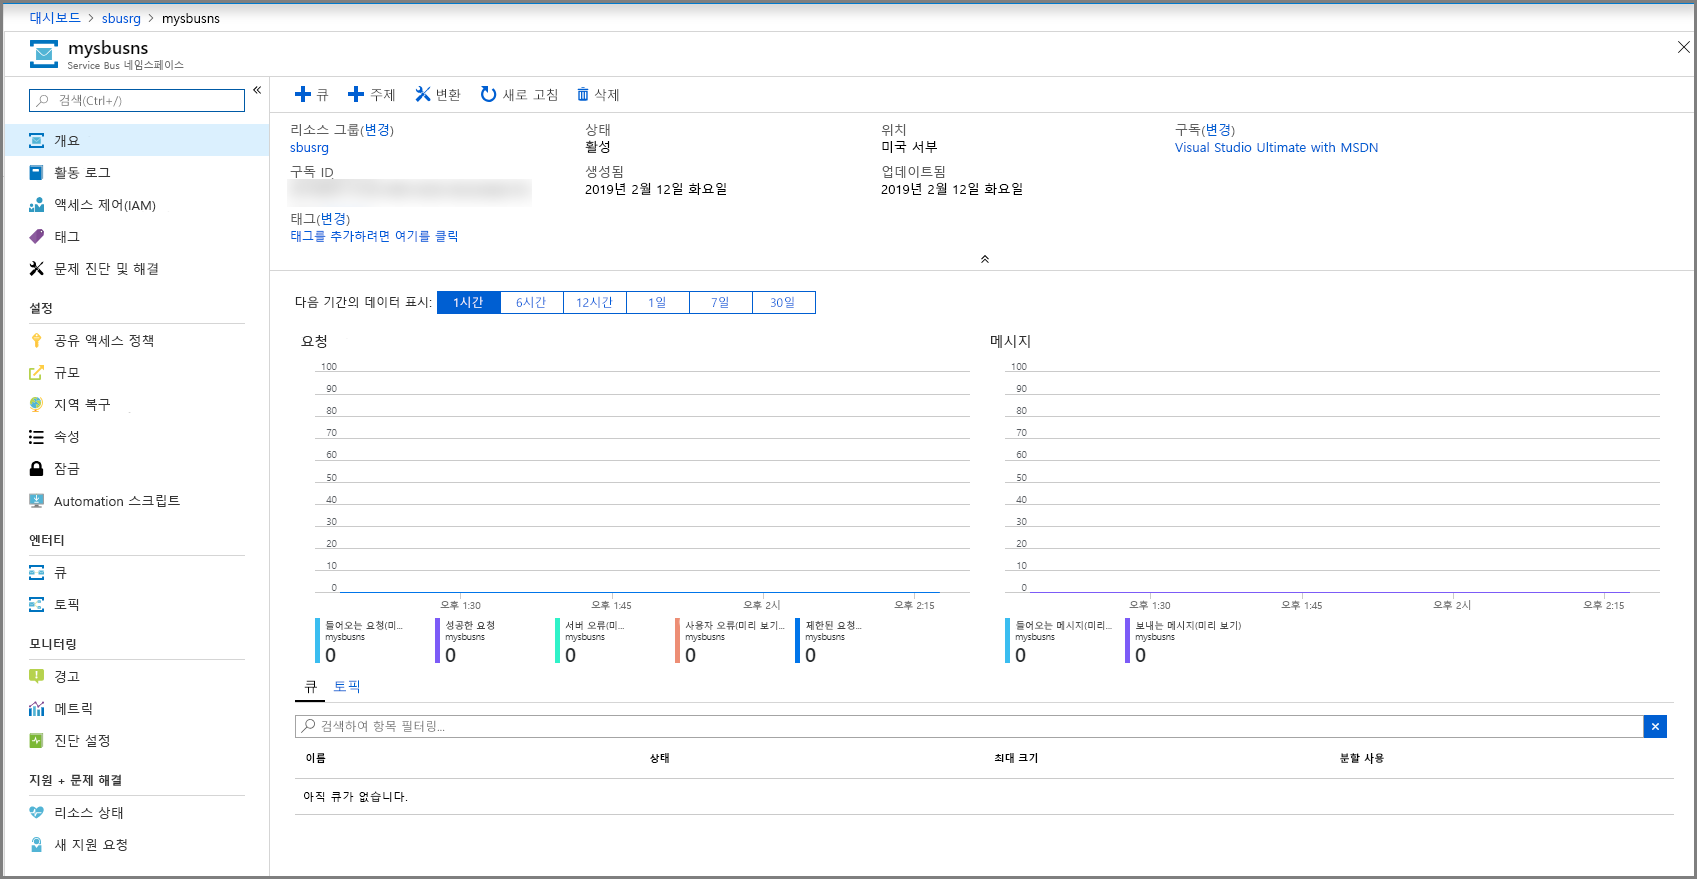 대시보드 > sbusrg > mysbusns
mysbusns
Service Bus 네임스페이스
검색(Ctrl+/)
개요
활동 로그
액세스 제어(IAM)
태그
문제 진단 및 해결
설정
공유 액세스 정책
규모
지역 복구
속성
잠금
Automation 스크립트
엔터티
큐
토픽
모니터링
경고
메트릭
진단 설정
지원 + 문제 해결
리소스 상태
새 지원 요청
큐 주제 변환 새로 고침 삭제
리소스 그룹(변경)
sbusrg
구독 ID
태그(변경)
태그를 추가하려면 여기를 클릭
상태
활성
생성됨
2019년 2월 12일 화요일
위치
미국 서부
업데이트됨
2019년 2월 12일 화요일
구독(변경)
Visual Studio Ultimate with MSDN
다음 기간의 데이터 표시: 1시간 6시간 12시간 1일 7일 30일
요청
100
90
80
70
60
50
40
30
20
10
0
오후 1:30 오후 1:45 오후 2시 오후 2:15
들어오는 요청(미...
mysbusns
0
성공한 요청
mysbusns
0
서버 오류(미...
mysbusns
0
사용자 오류(미리 보기...
mysbusns
0
제한된 요청...
mysbusns
0
메시지
100
90
80
70
60
50
40
30
20
10
0
오후 1:30 오후 1:45 오후 2시 오후 2:15
들어오는 메시지(미리...
mysbusns
0
보내는 메시지(미리 보기)
mysbusns
0
큐 토픽
검색하여 항목 필터링...
이름 상태 최대 크기 분할 사용
아직 큐가 없습니다.